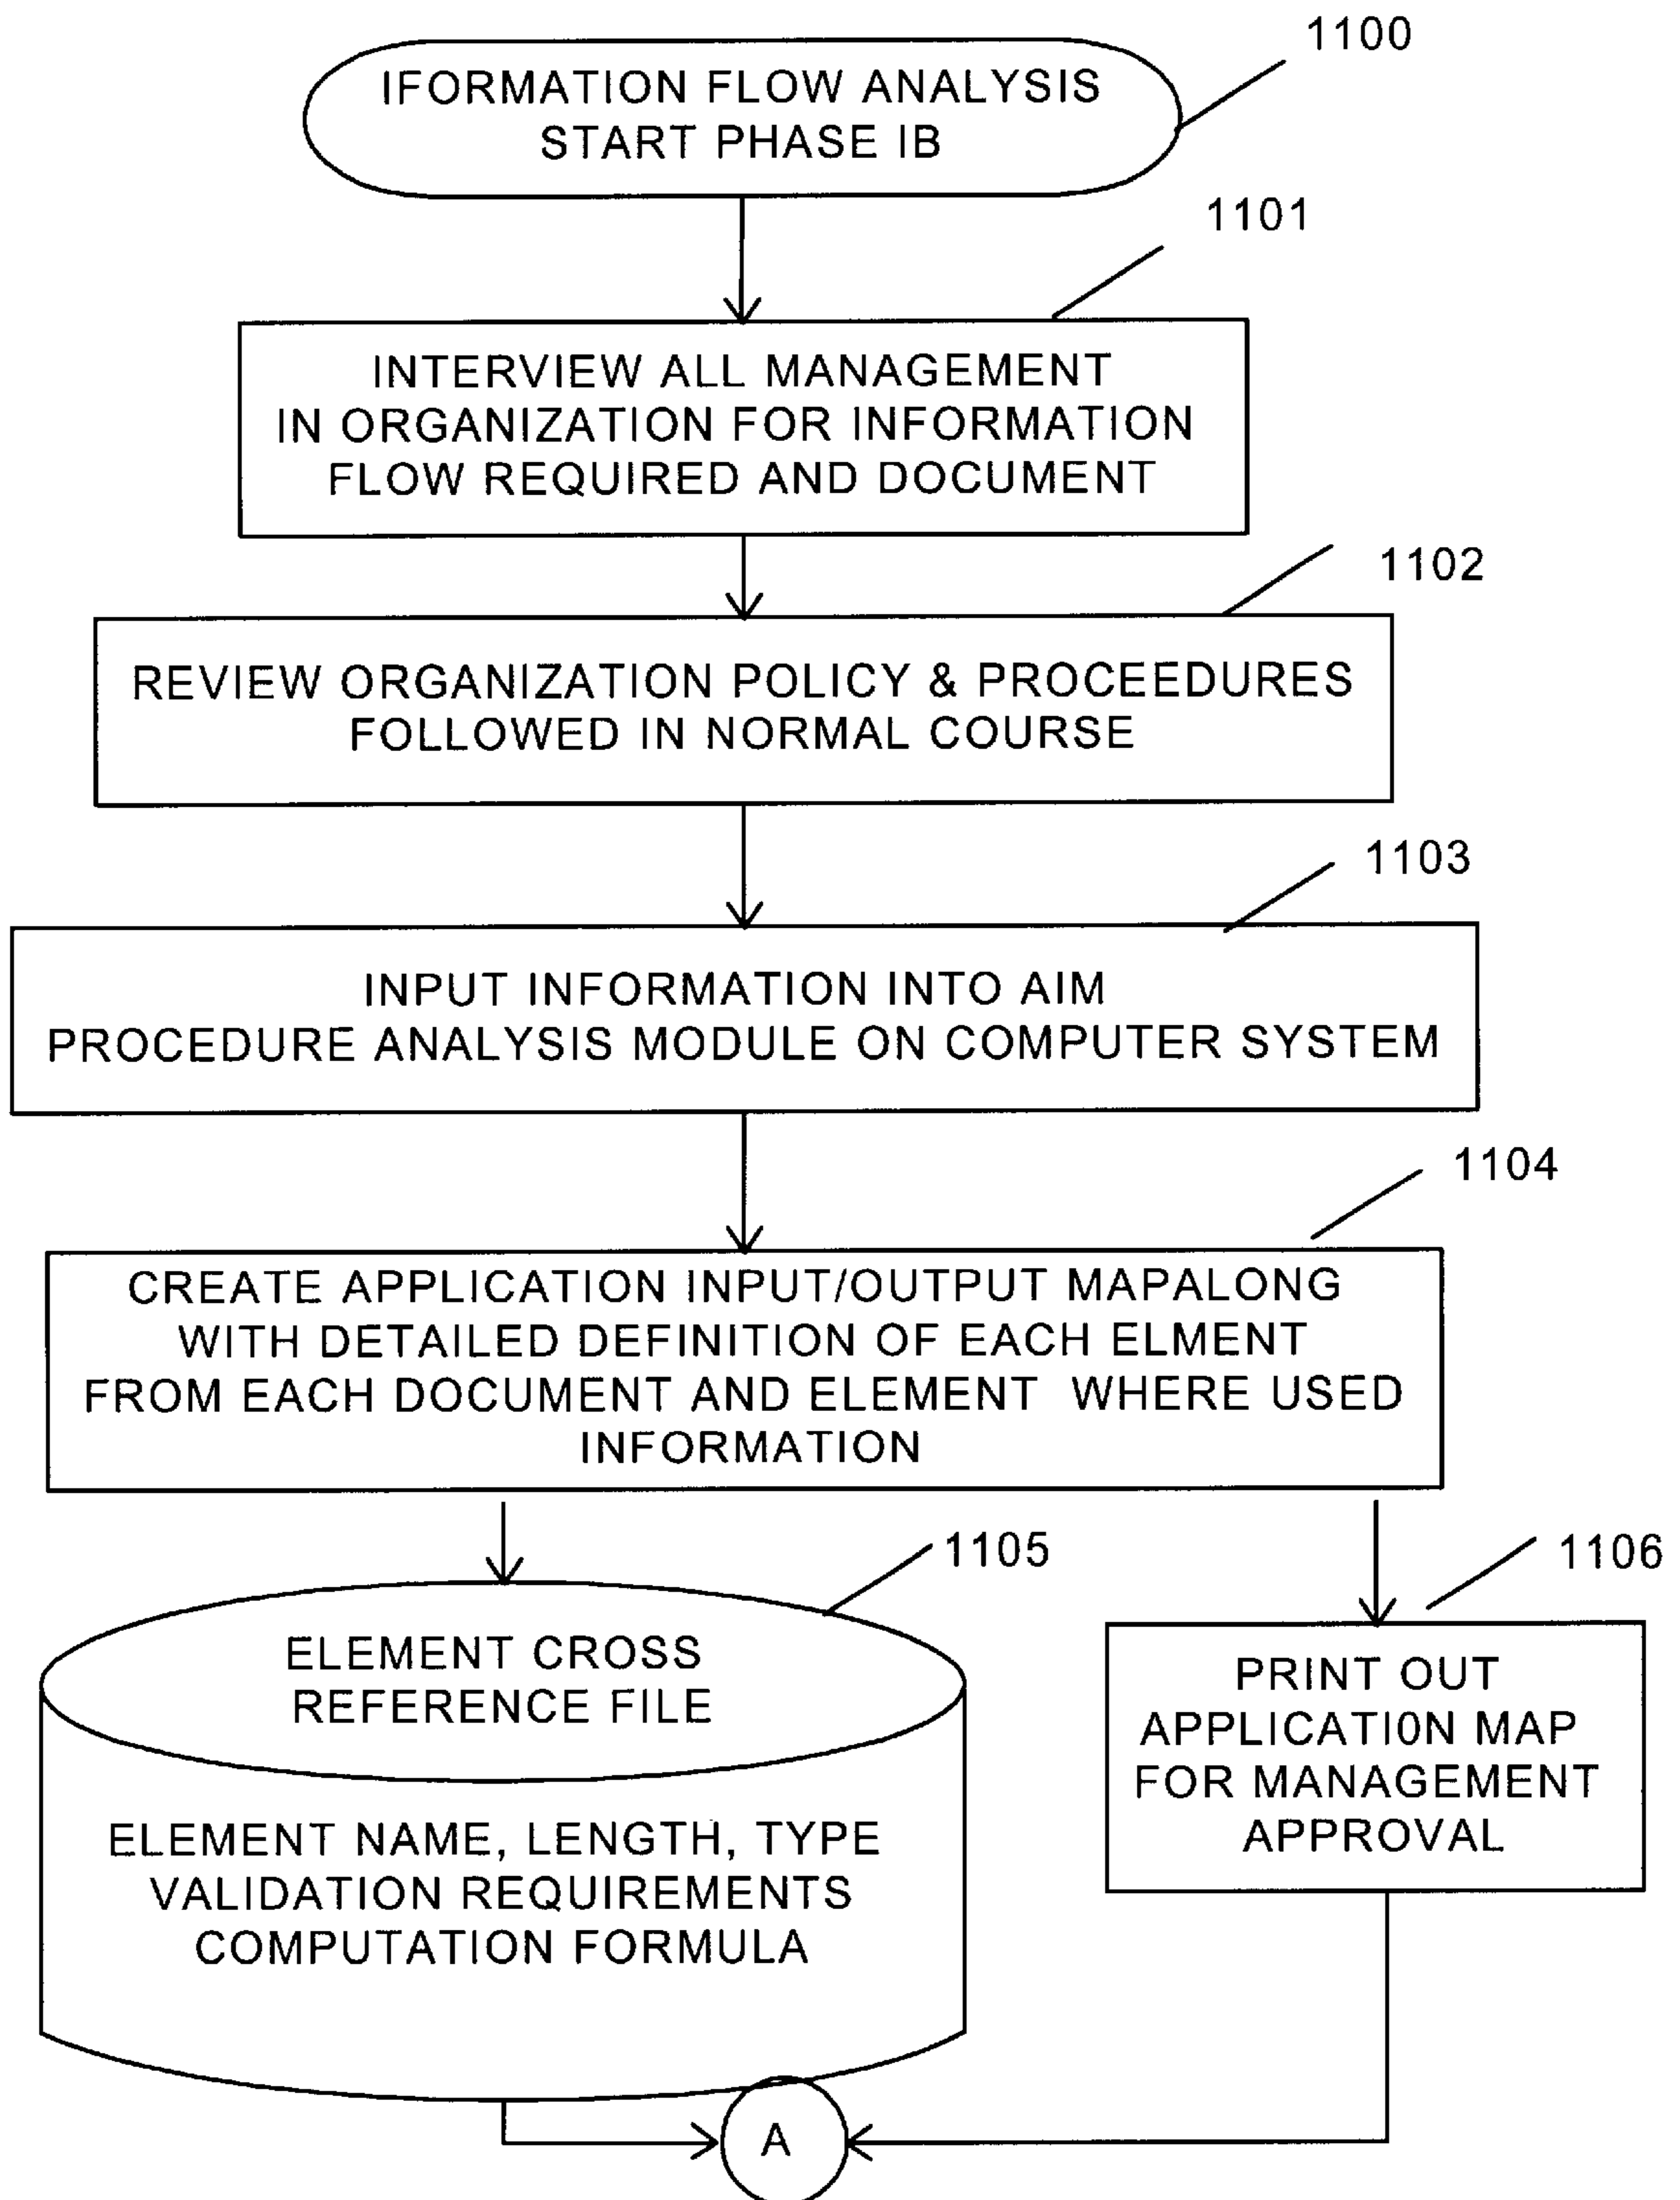 1100
IFORMATION FLOW ANALYSIS
START PHASE IB
1101
INTERVIEW ALL MANAGEMENT
IN ORGANIZATION FOR INFORMATION
FLOW REQUIRED AND DOCUMENT
1102
REVIEW ORGANIZATION POLICY & PROCEEDURES
FOLLOWED IN NORMAL COURSE
1103
INPUT INFORMATION INTO AIM
PROCEDURE ANALYSIS MODULE ON COMPUTER SYSTEM
1104
CREATE APPLICATION INPUT/OUTPUT MAPALONG
WITH DETAILED DEFINITION OF EACH ELMENT
FROM EACH DOCUMENT AND ELEMENT WHERE USED
INFORMATION
1105
ELEMENT CROSS
REFERENCE FILE
ELEMENT NAME, LENGTH, TYPE
VALIDATION REQUIREMENTS
COMPUTATION FORMULA
1106
PRINT OUT
APPLICATI0N MAP
FOR MANAGEMENT
APPROVAL
A